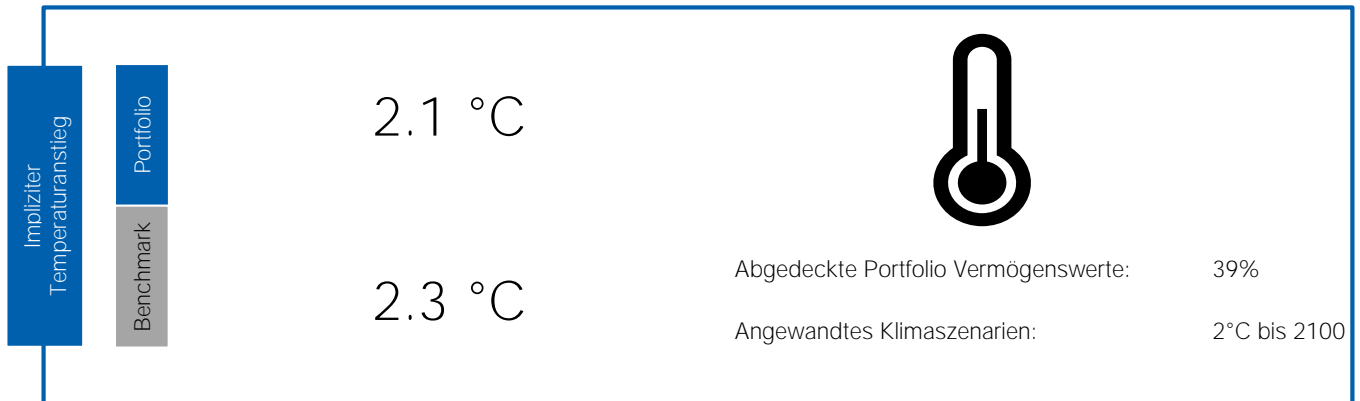 Impliziter
Temperaturanstieg
Portfolio
2.1 °C
Benchmark
2.3 °C
Abgedeckte Portfolio Vermögenswerte: 39%
Angewandtes Klimaszenarien: 2°C bis 2100